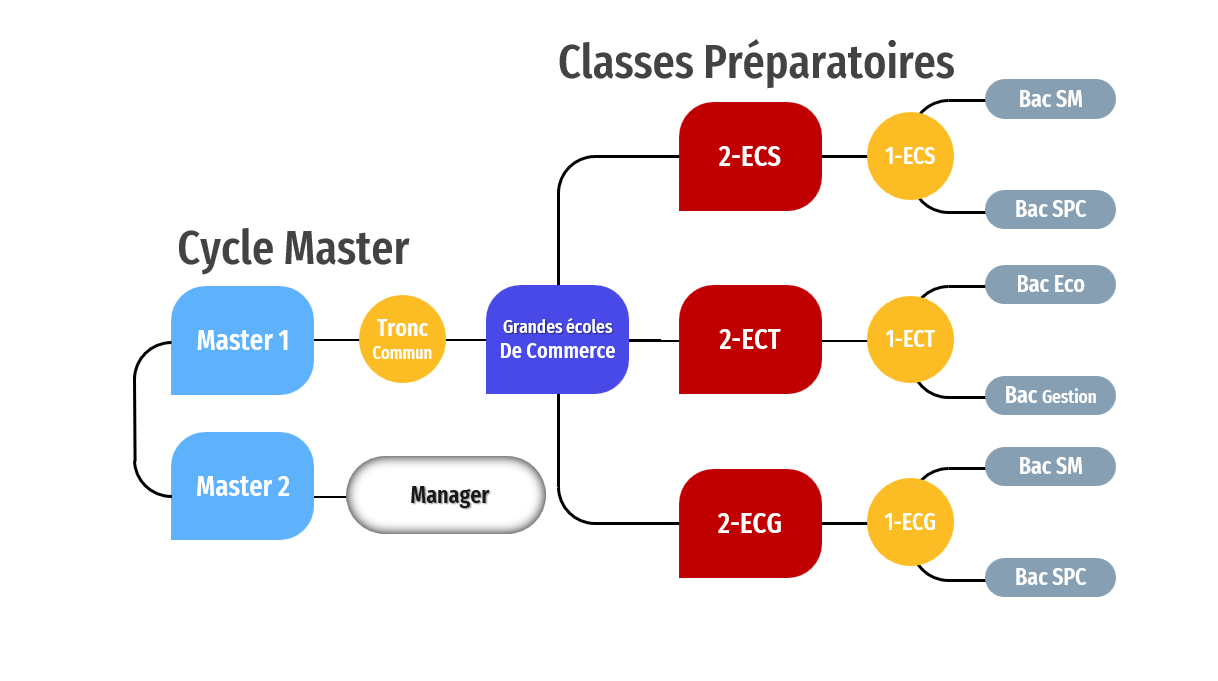 Classes Préparatoires
Bac SM
2-ECS
1-ECS
Bac SPC
Cycle Master
Bac Eco
Master 1
Tronc
Commun
Grandes écoles
De Commerce
2-ECT
1-ECT
Bac Gestion
Bac SM
Master 2
Manager
2-ECG
1-ECG
Bac SPC